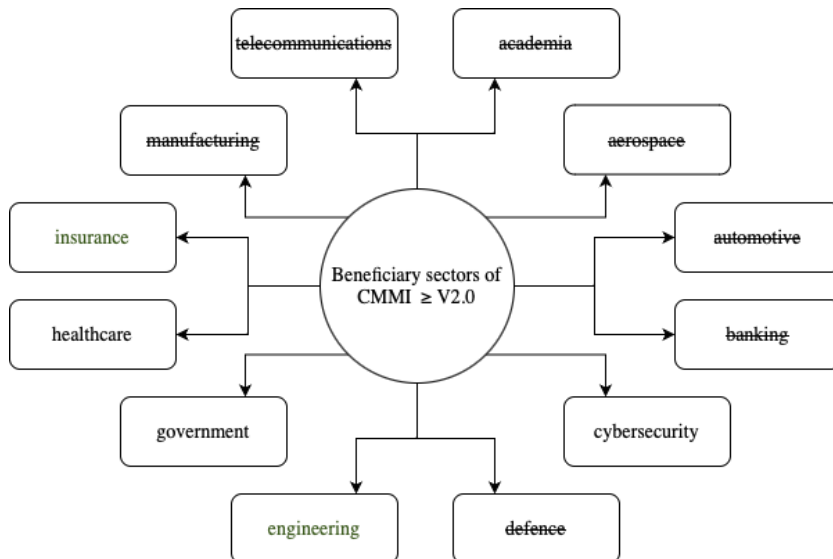 telecommunications
academia
manufacturing
aerospace
insurance
automotive
Beneficiary sectors of
CMMI ≥ V2.0
healthcare
banking
government
cybersecurity
engineering
defence